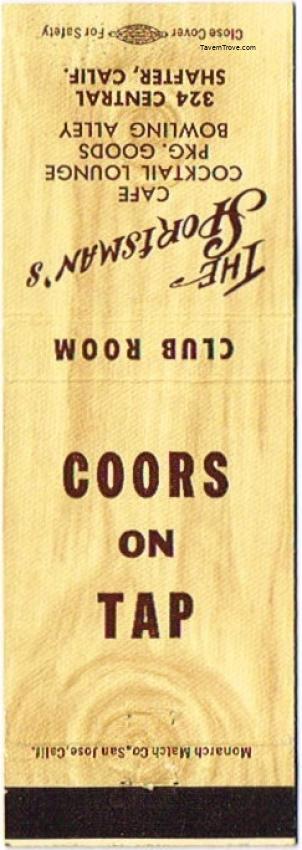 TavernTrove.com
Close Cover For Safety
THE
SPORTSMAN'S
CAFE
COCKTAIL LOUNGE
PKG. GOODS
BOWLING ALLEY
324 CENTRAL
SHAFTER, CALIF.
CLUB ROOM
COORS
ON
TAP
Monarch Match Co., San Jose, Calif.